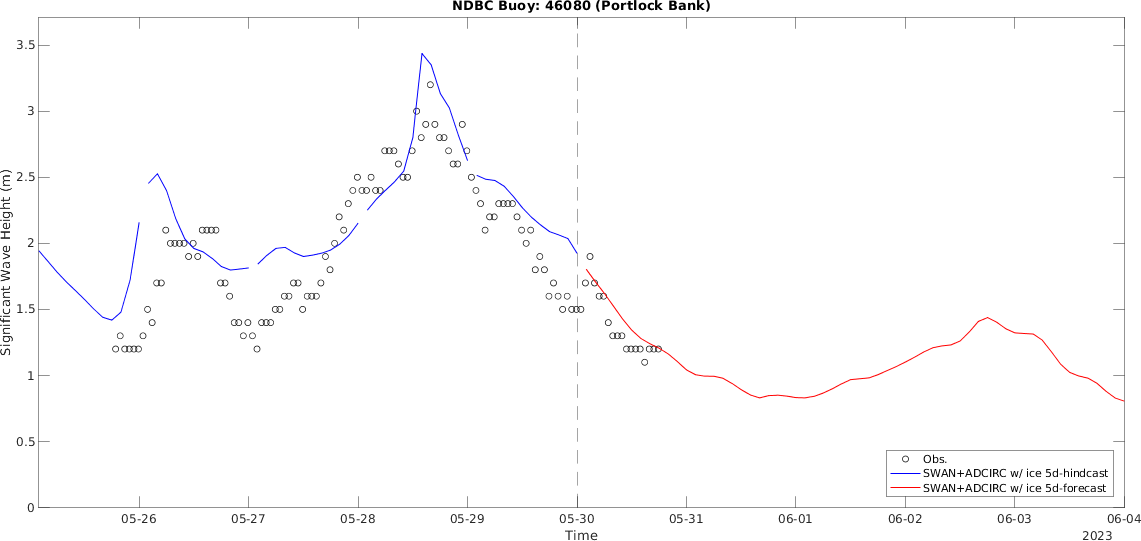 NDBC Buoy: 46080 (Portlock Bank)
Significant Wave Height (m)
3.5
3
2.5
2
1.5
1
0.5
0
Obs.
SWAN+ADCIRC w/ ice 5d-hindcast
SWAN+ADCIRC w/ ice 5d-forecast
05-26 05-27 05-28 05-29 05-30 05-31 06-01 06-02 06-03 06-04
Time
2023